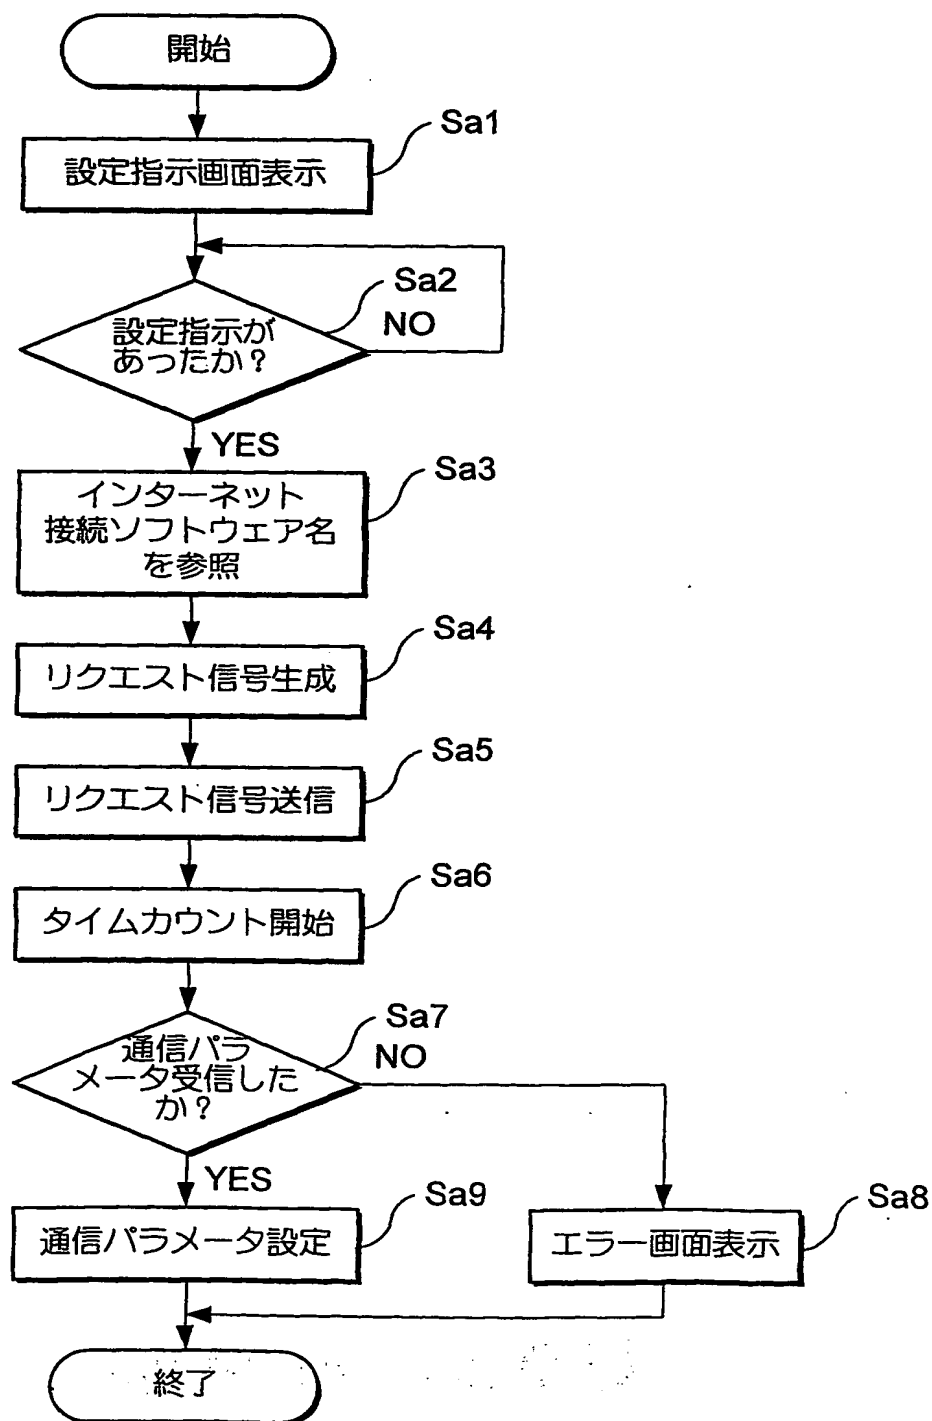 開始
Sa1
設定指示画面表示
Sa2
設定指示が
あったか？
NO
YES
Sa3
インターネット
接続ソフトウェア名
を参照
Sa4
リクエスト信号生成
Sa5
リクエスト信号送信
Sa6
タイムカウント開始
Sa7
通信パラ
メータ受信した
か？
NO
YES
Sa9
通信パラメータ設定
Sa8
エラー画面表示
終了